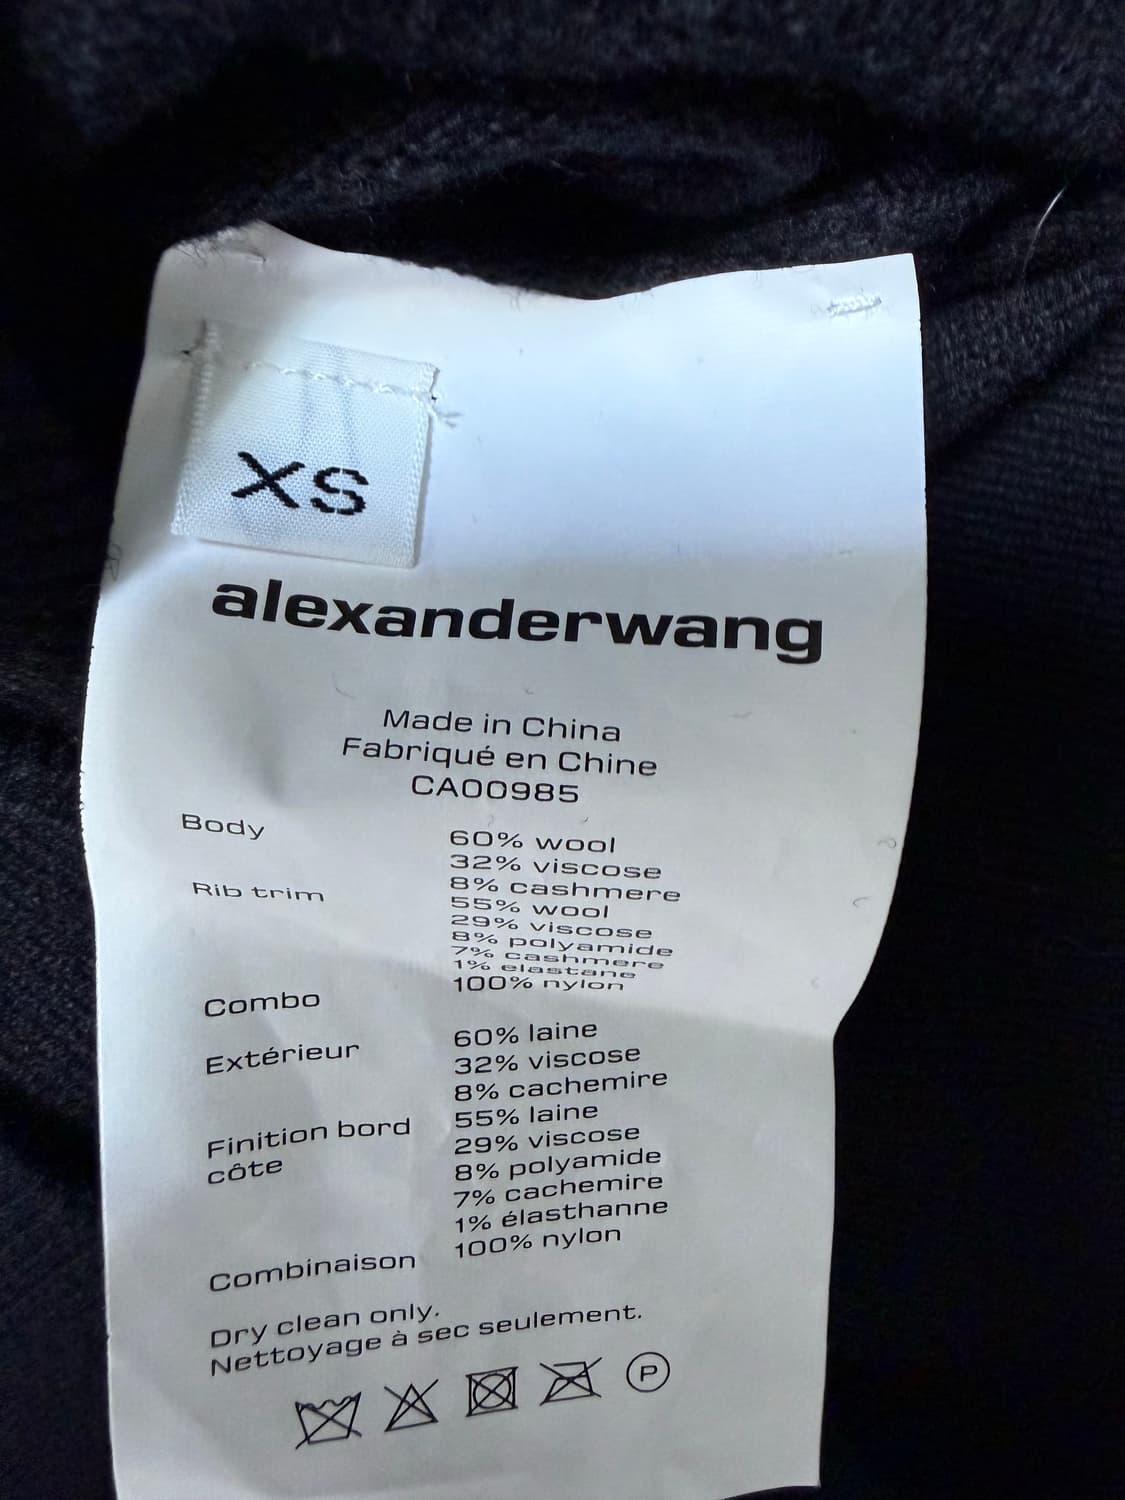 XS
alexanderwang
Made in China
Fabriqué en Chine
CA00985
Body 60% wool
32% viscose
8% cashmere
Rib trim 55% wool
29% viscose
8% polyamide
7% cashmere
1% elastane
Combo 100% nylon
Extérieur 60% laine
32% viscose
8% cachemire
Finition bord côte 55% laine
29% viscose
8% polyamide
7% cachemire
1% élasthanne
Combinaison 100% nylon
Dry clean only.
Nettoyage à sec seulement.
P